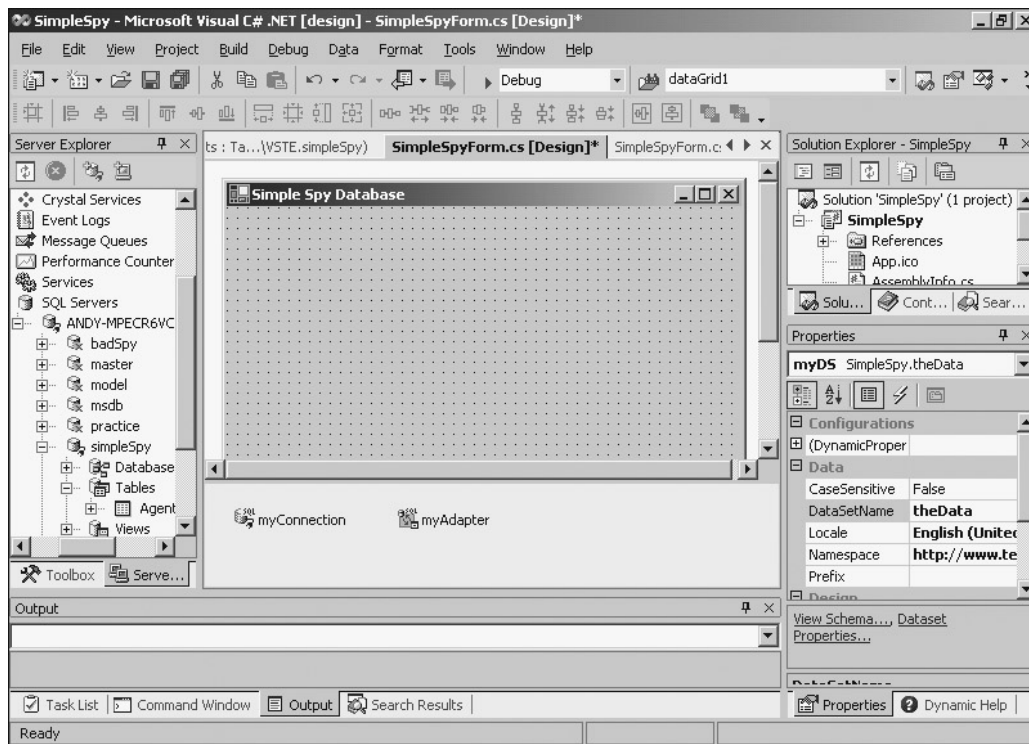 SimpleSpy - Microsoft Visual C# .NET [design] - SimpleSpyForm.cs [Design]*
File Edit View Project Build Debug Data Format Tools Window Help
Debug dataGrid1
Server Explorer
Crystal Services
Event Logs
Message Queues
Performance Counter
Services
SQL Servers
ANDY-MPECR6VC
badSpy
master
model
msdb
practice
simpleSpy
Database
Tables
Agent
Views
Toolbox Serve...
ts : Ta...\VSTE.simpleSpy) SimpleSpyForm.cs [Design]* SimpleSpyForm.c
Simple Spy Database
myConnection myAdapter
Solution Explorer - SimpleSpy
Solution 'SimpleSpy' (1 project)
SimpleSpy
References
App.ico
AssemblyInfo.cs
Solu... Cont... Sear...
Properties
myDS SimpleSpy.theData
Configurations
(DynamicProper
Data
CaseSensitive False
DataSetName theData
Locale English (United
Namespace http://www.te
Prefix
Design
View Schema..., Dataset
Properties...
DataSetName
Properties Dynamic Help
Output
Task List Command Window Output Search Results
Ready